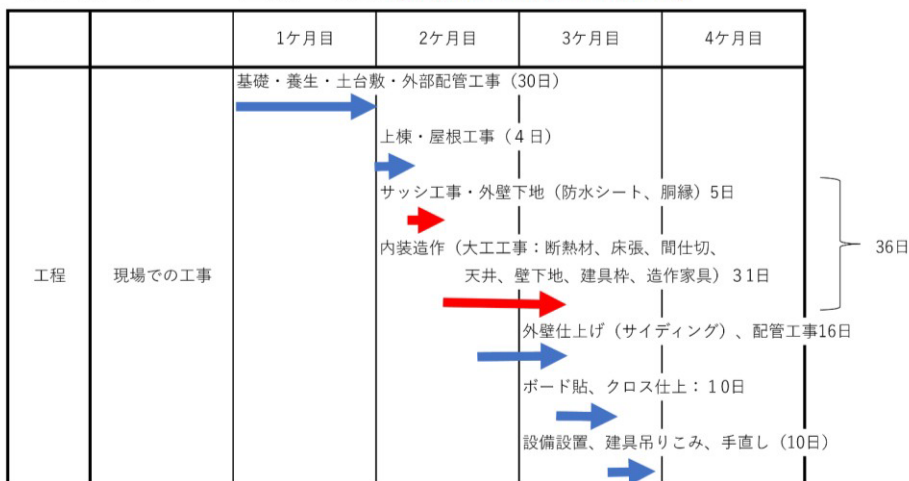 1ケ月目 2ケ月目 3ケ月目 4ケ月目
基礎・養生・土台敷・外部配管工事（30日）
上棟・屋根工事（４日）
サッシ工事・外壁下地（防水シート、胴縁）5日
内装造作（大工工事：断熱材、床張、間仕切、
36日
工程 現場での工事 天井、壁下地、建具枠、造作家具）３1日
外壁仕上げ（サイディング）、配管工事16日
ボード貼、クロス仕上：１0日
設備設置、建具吊りこみ、手直し（10日）